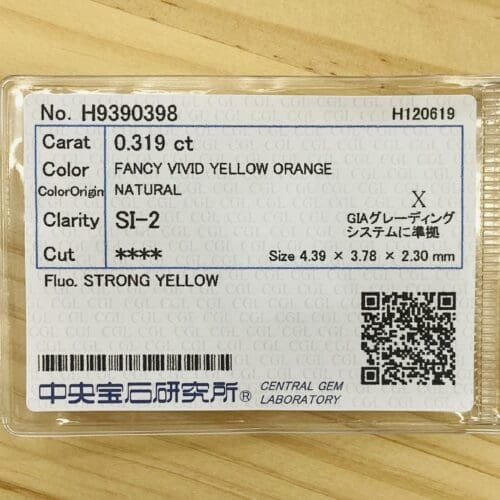 No. H9390398 H120619
Carat 0.319 ct
Color FANCY VIVID YELLOW ORANGE
ColorOrigin NATURAL
X
Clarity SI-2
GIAグレーディング
システムに準拠
Cut **** Size 4.39 × 3.78 × 2.30 mm
Fluo. STRONG YELLOW
中央宝石研究所® CENTRAL GEM
LABORATORY